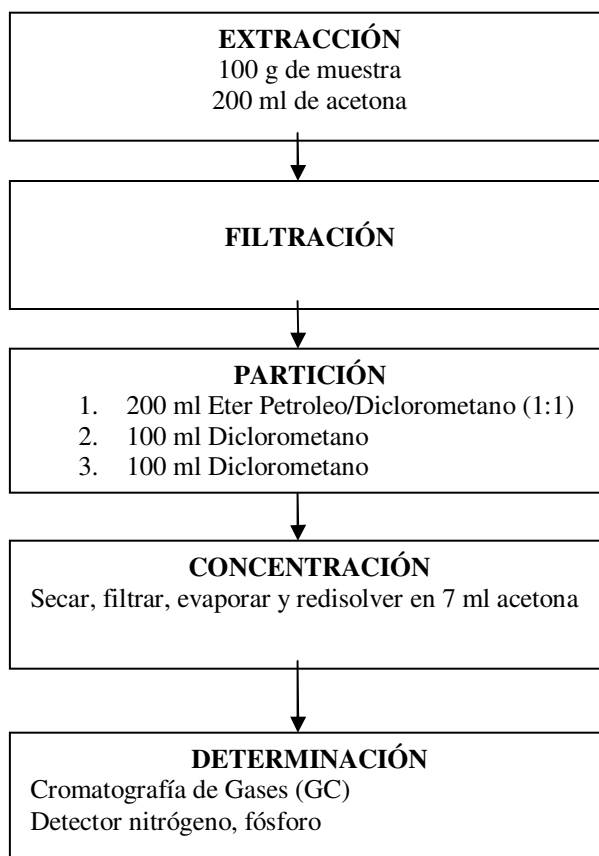 EXTRACCIÓN
100 g de muestra
200 ml de acetona
FILTRACIÓN
PARTICIÓN
1. 200 ml Eter Petroleo/Diclorometano (1:1)
2. 100 ml Diclorometano
3. 100 ml Diclorometano
CONCENTRACIÓN
Secar, filtrar, evaporar y redisolver en 7 ml acetona
DETERMINACIÓN
Cromatografía de Gases (GC)
Detector nitrógeno, fósforo